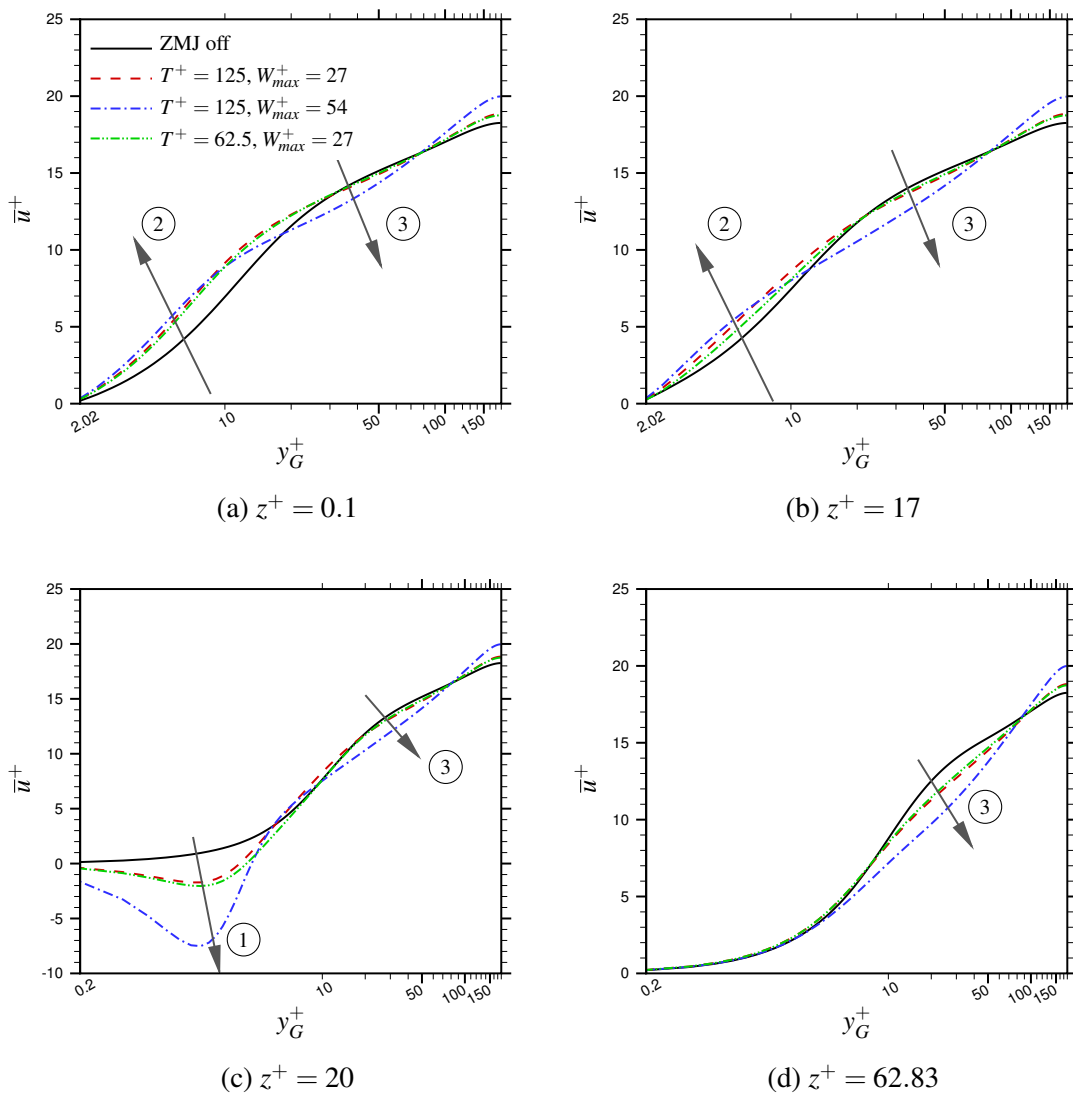 25
20
15
10
5
0
ZMJ off
T⁺ = 125, W⁺max = 27
T⁺ = 125, W⁺max = 54
T⁺ = 62.5, W⁺max = 27
2
3
u̅⁺
2.02 10 50 100 150
y⁺G
(a) z⁺ = 0.1
25
20
15
10
5
0
2
3
u̅⁺
2.02 10 50 100 150
y⁺G
(b) z⁺ = 17
25
20
15
10
5
0
-5
-10
3
1
u̅⁺
0.2 10 50 100 150
y⁺G
(c) z⁺ = 20
25
20
15
10
5
0
3
u̅⁺
0.2 10 50 100 150
y⁺G
(d) z⁺ = 62.83